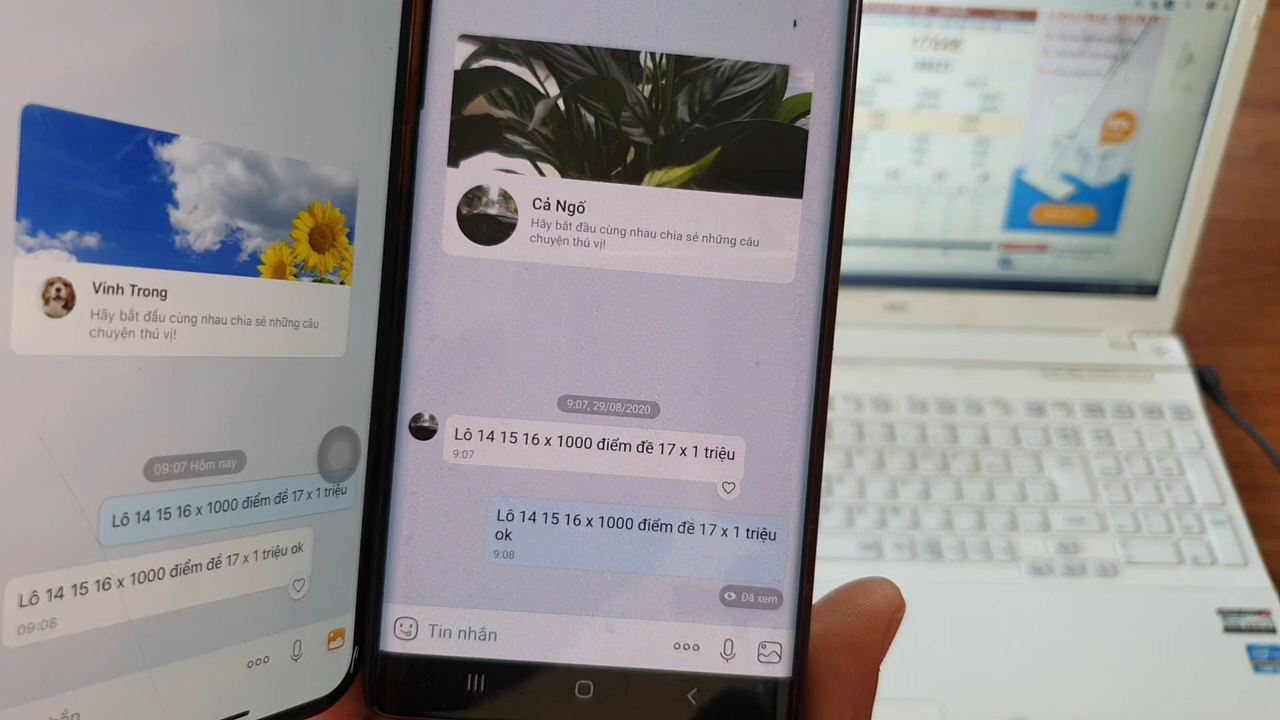 Vinh Trong
Hãy bắt đầu cùng nhau chia sẻ những câu
chuyện thú vị!
09:07 Hôm nay
Lô 14 15 16 x 1000 điểm đề 17 x 1 triệu
Lô 14 15 16 x 1000 điểm đề 17 x 1 triệu ok
09:08
Cả Ngố
Hãy bắt đầu cùng nhau chia sẻ những câu
chuyện thú vị!
9:07, 29/08/2020
Lô 14 15 16 x 1000 điểm đề 17 x 1 triệu
9:07
Lô 14 15 16 x 1000 điểm đề 17 x 1 triệu
ok
9:08
Đã xem
Tin nhắn